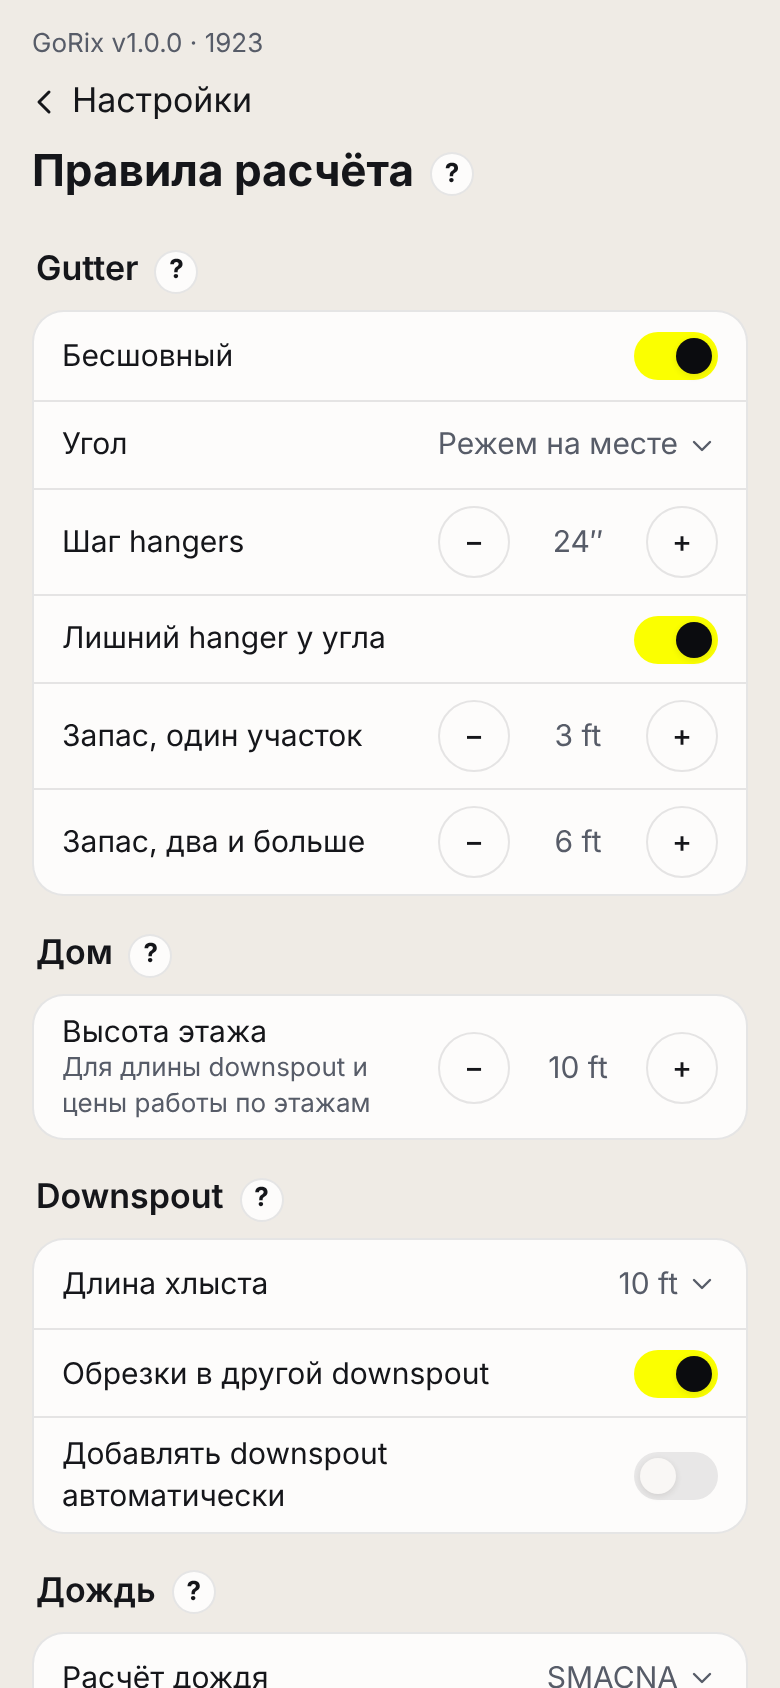 GoRix v1.0.0 · 1923
Настройки
Правила расчёта ?
Gutter ?
Бесшовный
Угол Режем на месте
Шаг hangers − 24″ +
Лишний hanger у угла
Запас, один участок − 3 ft +
Запас, два и больше − 6 ft +
Дом ?
Высота этажа
Для длины downspout и
цены работы по этажам
− 10 ft +
Downspout ?
Длина хлыста 10 ft
Обрезки в другой downspout
Добавлять downspout
автоматически
Дождь ?
Расчёт дождя SMACNA